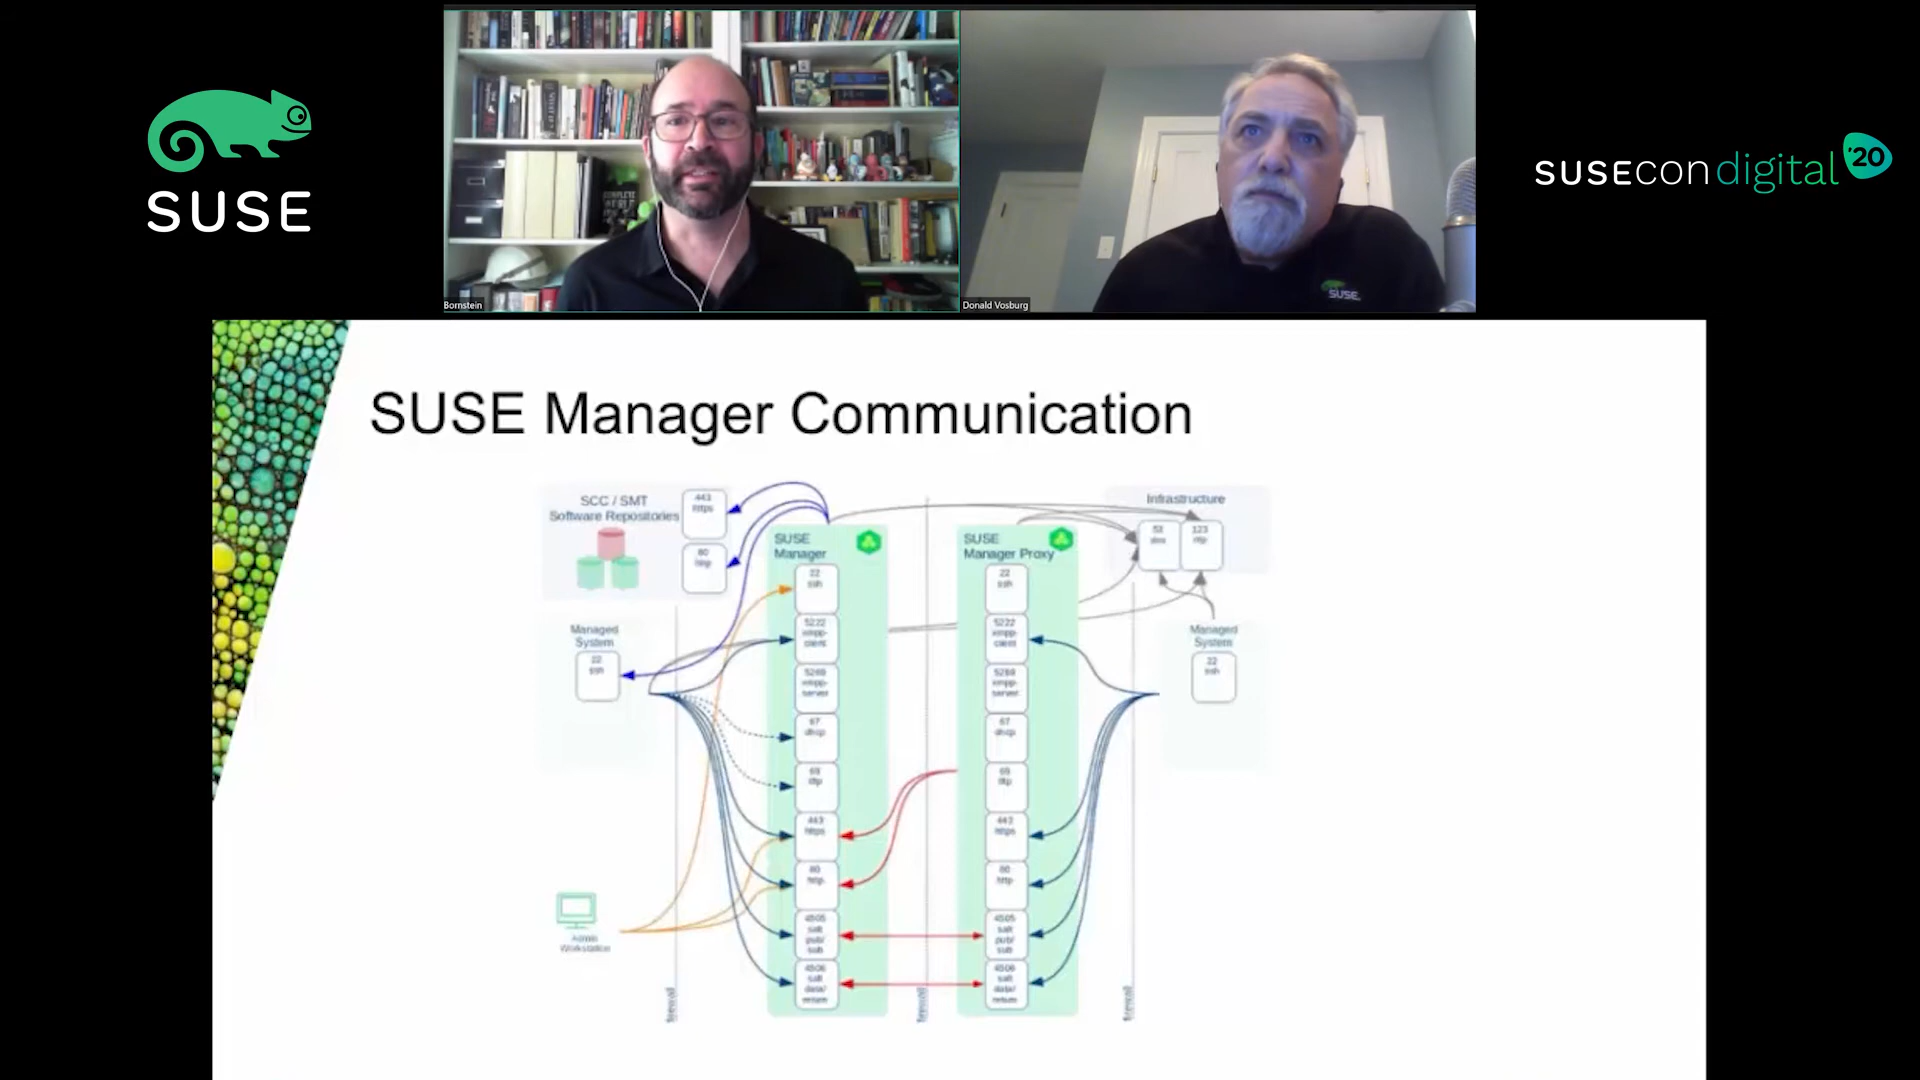 SUSE
Bornstein
Donald Vosburg
SUSE
SUSECON digital '20
SUSE Manager Communication
SCC / SMT
Software Repositories
443
https
80
http
SUSE
Manager
22
ssh
5222
xmpp-
client
5269
xmpp-
server
67
dhcp
69
tftp
443
https
80
http
4505
salt
pub/
sub
4506
salt
data/
return
SUSE
Manager Proxy
22
ssh
5222
xmpp-
client
5269
xmpp-
server
67
dhcp
69
tftp
443
https
80
http
4505
salt
pub/
sub
4506
salt
data/
return
Infrastructure
53
dns
123
ntp
Managed
System
22
ssh
Managed
System
22
ssh
Admin
Workstation
firewall
firewall
firewall